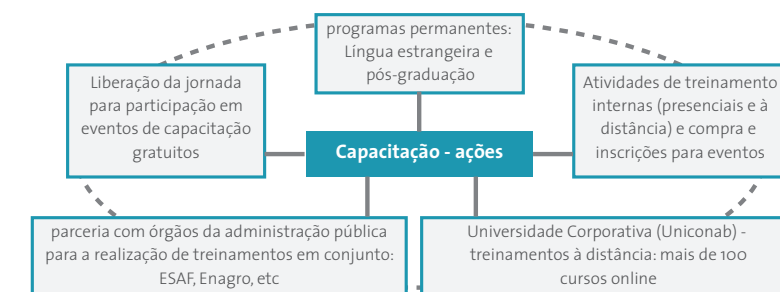 programas permanentes:
Língua estrangeira e
pós-graduação
Liberação da jornada
para participação em
eventos de capacitação
gratuitos
Atividades de treinamento
internas (presenciais e à
distância) e compra e
inscrições para eventos
Capacitação - ações
parceria com órgãos da administração pública
para a realização de treinamentos em conjunto:
ESAF, Enagro, etc
Universidade Corporativa (Uniconab) -
treinamentos à distância: mais de 100
cursos online